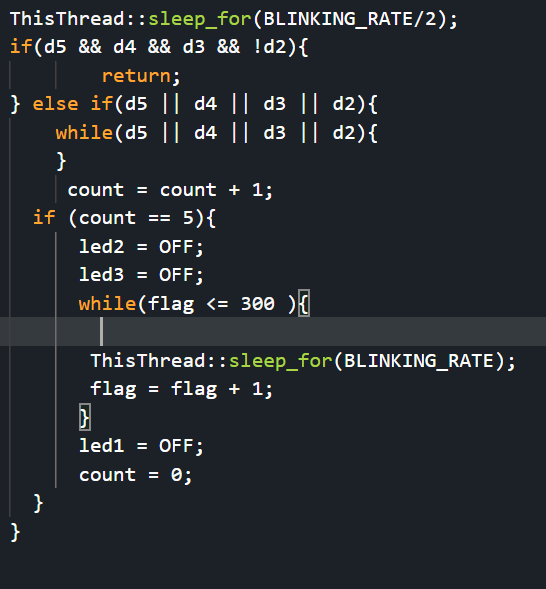 ThisThread::sleep_for(BLINKING_RATE/2);
if(d5 && d4 && d3 && !d2){
        return;
} else if(d5 || d4 || d3 || d2){
    while(d5 || d4 || d3 || d2){
    }
     count = count + 1;
  if (count == 5){
      led2 = OFF;
      led3 = OFF;
      while(flag <= 300 ){
       ThisThread::sleep_for(BLINKING_RATE);
       flag = flag + 1;
      }
      led1 = OFF;
      count = 0;
  }
}